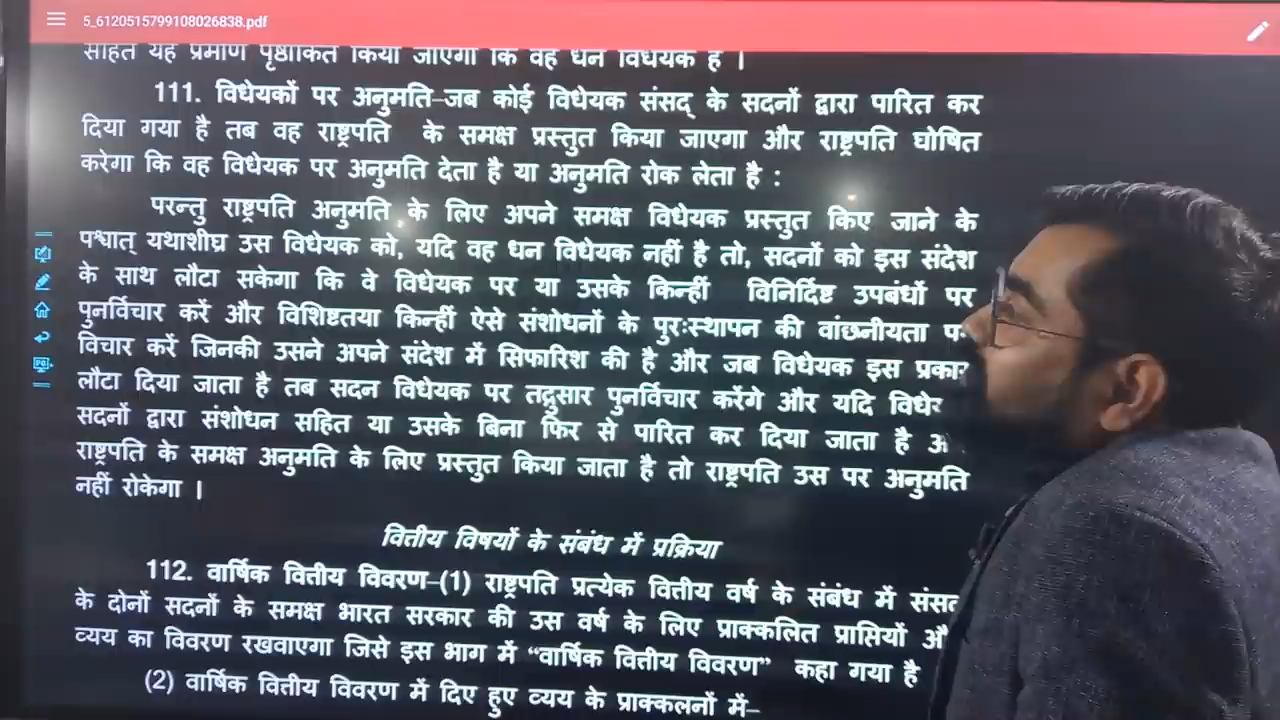 5_6120515799108026838.pdf
सहित यह प्रमाण पृष्ठांकित किया जाएगा कि वह धन विधेयक है ।
111. विधेयकों पर अनुमति–जब कोई विधेयक संसद् के सदनों द्वारा पारित कर
दिया गया है तब वह राष्ट्रपति के समक्ष प्रस्तुत किया जाएगा और राष्ट्रपति घोषित
करेगा कि वह विधेयक पर अनुमति देता है या अनुमति रोक लेता है :
परन्तु राष्ट्रपति अनुमति के लिए अपने समक्ष विधेयक प्रस्तुत किए जाने के
पश्चात् यथाशीघ्र उस विधेयक को, यदि वह धन विधेयक नहीं है तो, सदनों को इस संदेश
के साथ लौटा सकेगा कि वे विधेयक पर या उसके किन्हीं विनिर्दिष्ट उपबंधों पर
पुनर्विचार करें और विशिष्टतया किन्हीं ऐसे संशोधनों के पुरःस्थापन की वांछनीयता
विचार करें जिनकी उसने अपने संदेश में सिफारिश की है और जब विधेयक इस प्रकार
लौटा दिया जाता है तब सदन विधेयक पर तद्नुसार पुनर्विचार करेंगे और यदि
सदनों द्वारा संशोधन सहित या उसके बिना फिर से पारित कर दिया जाता है
राष्ट्रपति के समक्ष अनुमति के लिए प्रस्तुत किया जाता है तो राष्ट्रपति उस पर अनुमति
नहीं रोकेगा ।
वित्तीय विषयों के संबंध में प्रक्रिया
112. वार्षिक वित्तीय विवरण–(1) राष्ट्रपति प्रत्येक वित्तीय वर्ष के संबंध में
के दोनों सदनों के समक्ष भारत सरकार की उस वर्ष के लिए प्राक्कलित प्राप्तियों
व्यय का विवरण रखवाएगा जिसे इस भाग में “वार्षिक वित्तीय विवरण” कहा गया है
(2) वार्षिक वित्तीय विवरण में दिए हुए व्यय के प्राक्कलनों में–